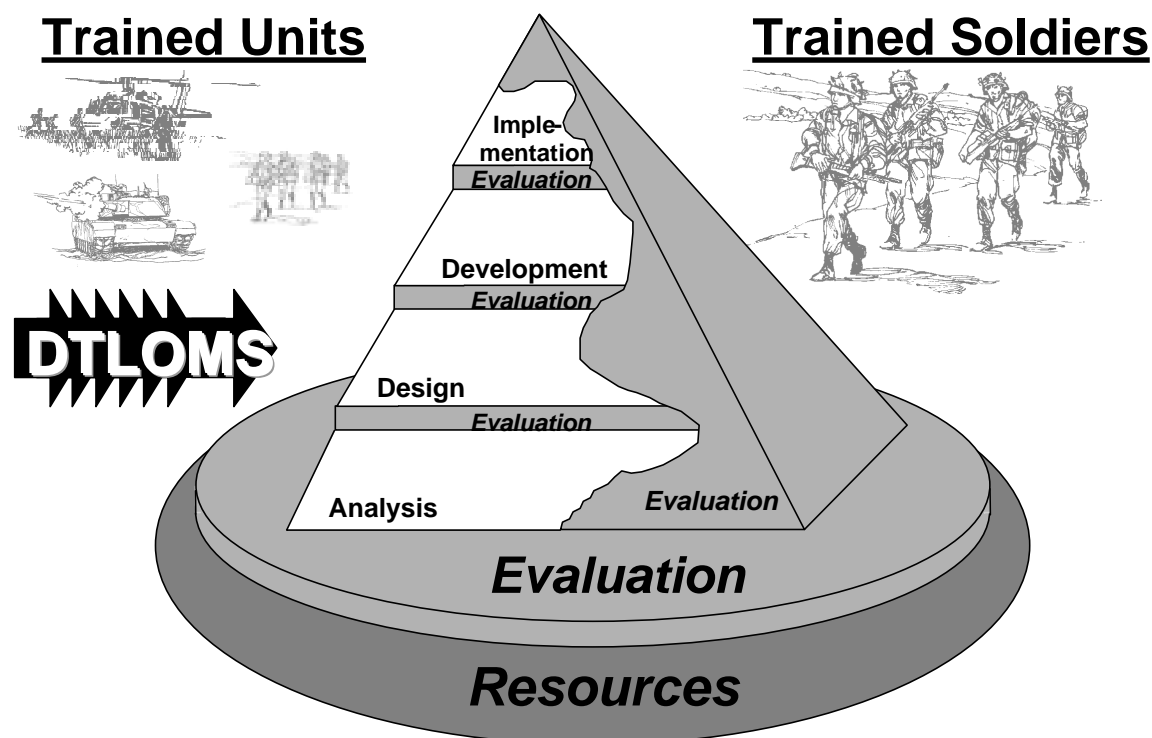 Trained Units
Trained Soldiers
Imple-
mentation
Evaluation
Development
Evaluation
DTLOMS
Design
Evaluation
Analysis
Evaluation
Evaluation
Resources